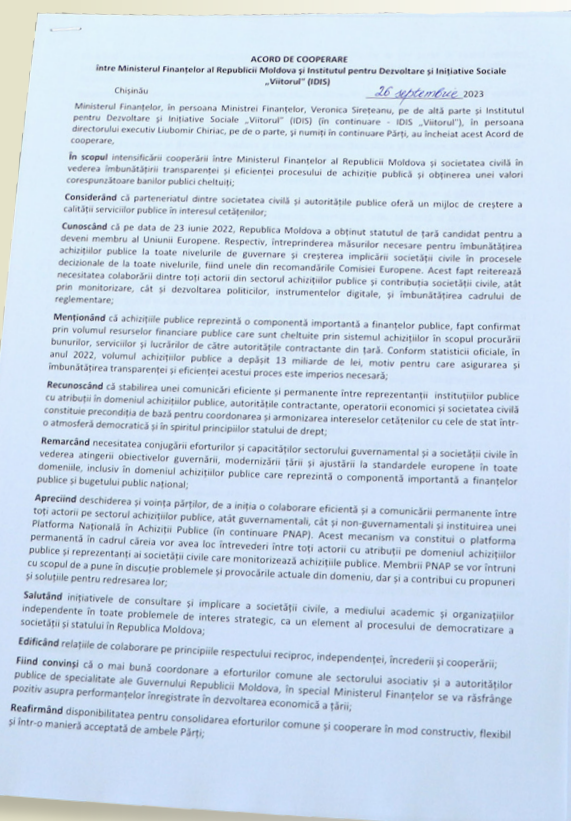 ACORD DE COOPERARE
între Ministerul Finanțelor al Republicii Moldova și Institutul pentru Dezvoltare și Inițiative Sociale
„Viitorul" (IDIS)
Chișinău 26 septembrie 2023
Ministerul Finanțelor, în persoana Ministrei Finanțelor, Veronica Sirețeanu, pe de altă parte și Institutul
pentru Dezvoltare și Inițiative Sociale „Viitorul" (IDIS) (în continuare - IDIS „Viitorul"), în persoana
directorului executiv Liubomir Chiriac, pe de o parte, și numiți în continuare Părți, au încheiat acest Acord de
cooperare,
În scopul intensificării cooperării între Ministerul Finanțelor al Republicii Moldova și societatea civilă în
vederea îmbunătățirii transparenței și eficienței procesului de achiziție publică și obținerea unei valori
corespunzătoare banilor publici cheltuiți;
Considerând că parteneriatul dintre societatea civilă și autoritățile publice oferă un mijloc de creștere a
calității serviciilor publice în interesul cetățenilor;
Cunoscând că pe data de 23 iunie 2022, Republica Moldova a obținut statutul de țară candidat pentru a
deveni membru al Uniunii Europene. Respectiv, întreprinderea măsurilor necesare pentru îmbunătățirea
achizițiilor publice la toate nivelurile de guvernare și creșterea implicării societății civile în procesele
decizionale de la toate nivelurile, fiind unele din recomandările Comisiei Europene. Acest fapt reiterează
necesitatea colaborării dintre toți actorii din sectorul achizițiilor publice și contribuția societății civile, atât
prin monitorizare, cât și dezvoltarea politicilor, instrumentelor digitale, și îmbunătățirea cadrului de
reglementare;
Menționând că achizițiile publice reprezintă o componentă importantă a finanțelor publice, fapt confirmat
prin volumul resurselor financiare publice care sunt cheltuite prin sistemul achizițiilor în scopul procurării
bunurilor, serviciilor și lucrărilor de către autoritățile contractante din țară. Conform statisticii oficiale, în
anul 2022, volumul achizițiilor publice a depășit 13 miliarde de lei, motiv pentru care asigurarea și
îmbunătățirea transparenței și eficienței acestui proces este imperios necesară;
Recunoscând că stabilirea unei comunicări eficiente și permanente între reprezentanții instituțiilor publice
cu atribuții în domeniul achizițiilor publice, autoritățile contractante, operatorii economici și societatea civilă
constituie precondiția de bază pentru coordonarea și armonizarea intereselor cetățenilor cu cele de stat într-
o atmosferă democratică și în spiritul principiilor statului de drept;
Remarcând necesitatea conjugării eforturilor și capacităților sectorului guvernamental și a societății civile în
vederea atingerii obiectivelor guvernării, modernizării țării și ajustării la standardele europene în toate
domeniile, inclusiv în domeniul achizițiilor publice care reprezintă o componentă importantă a finanțelor
publice și bugetului public național;
Apreciind deschiderea și voința părților, de a iniția o colaborare eficientă și a comunicării permanente între
toți actorii pe sectorul achizițiilor publice, atât guvernamentali, cât și non-guvernamentali și instituirea unei
Platforma Națională în Achiziții Publice (în continuare PNAP). Acest mecanism va constitui o platforma
permanentă în cadrul căreia vor avea loc întrevederi între toți actorii cu atribuții pe domeniul achizițiilor
publice și reprezentanți ai societății civile care monitorizează achizițiile publice. Membrii PNAP se vor întruni
cu scopul de a pune în discuție problemele și provocările actuale din domeniu, dar și a contribui cu propuneri
și soluțiile pentru redresarea lor;
Salutând inițiativele de consultare și implicare a societății civile, a mediului academic și organizațiilor
independente în toate problemele de interes strategic, ca un element al procesului de democratizare a
societății și statului în Republica Moldova;
Edificând relațiile de colaborare pe principiile respectului reciproc, independenței, încrederii și cooperării;
Fiind convinși că o mai bună coordonare a eforturilor comune ale sectorului asociativ și a autorităților
publice de specialitate ale Guvernului Republicii Moldova, în special Ministerul Finanțelor se va răsfrânge
pozitiv asupra performanțelor înregistrate în dezvoltarea economică a țării;
Reafirmând disponibilitatea pentru consolidarea eforturilor comune și cooperare în mod constructiv, flexibil
și într-o manieră acceptată de ambele Părți;